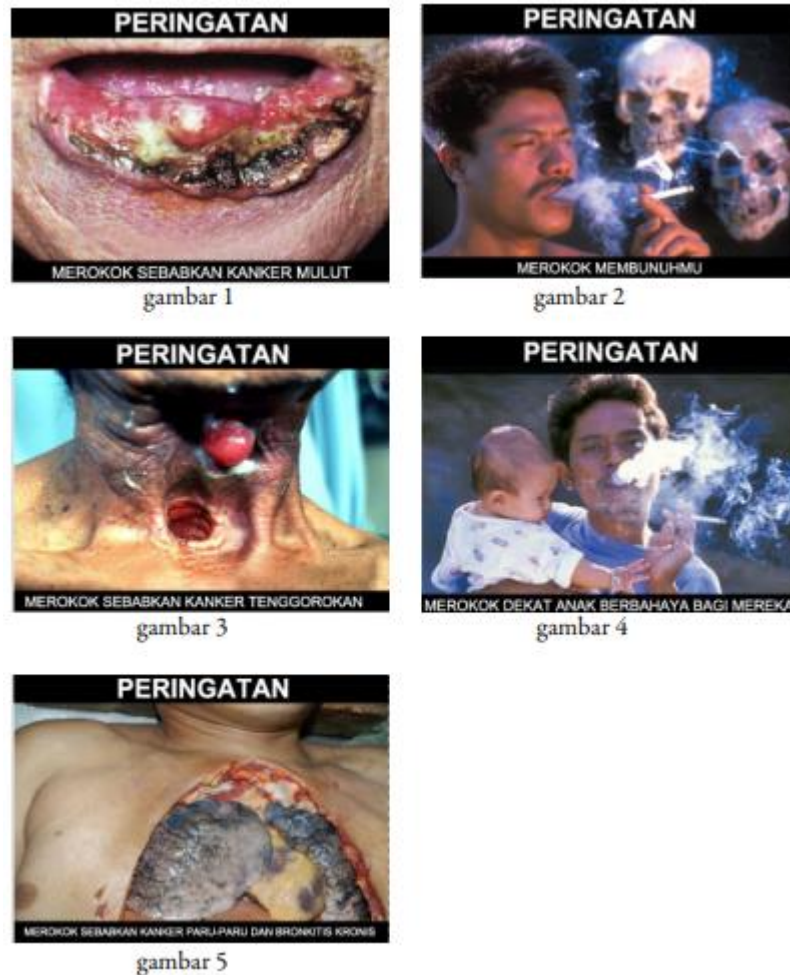 PERINGATAN
MEROKOK SEBABKAN KANKER MULUT
gambar 1
PERINGATAN
MEROKOK MEMBUNUHMU
gambar 2
PERINGATAN
MEROKOK SEBABKAN KANKER TENGGOROKAN
gambar 3
PERINGATAN
MEROKOK DEKAT ANAK BERBAHAYA BAGI MEREKA
gambar 4
PERINGATAN
MEROKOK SEBABKAN KANKER PARU-PARU DAN BRONKITIS KRONIS
gambar 5